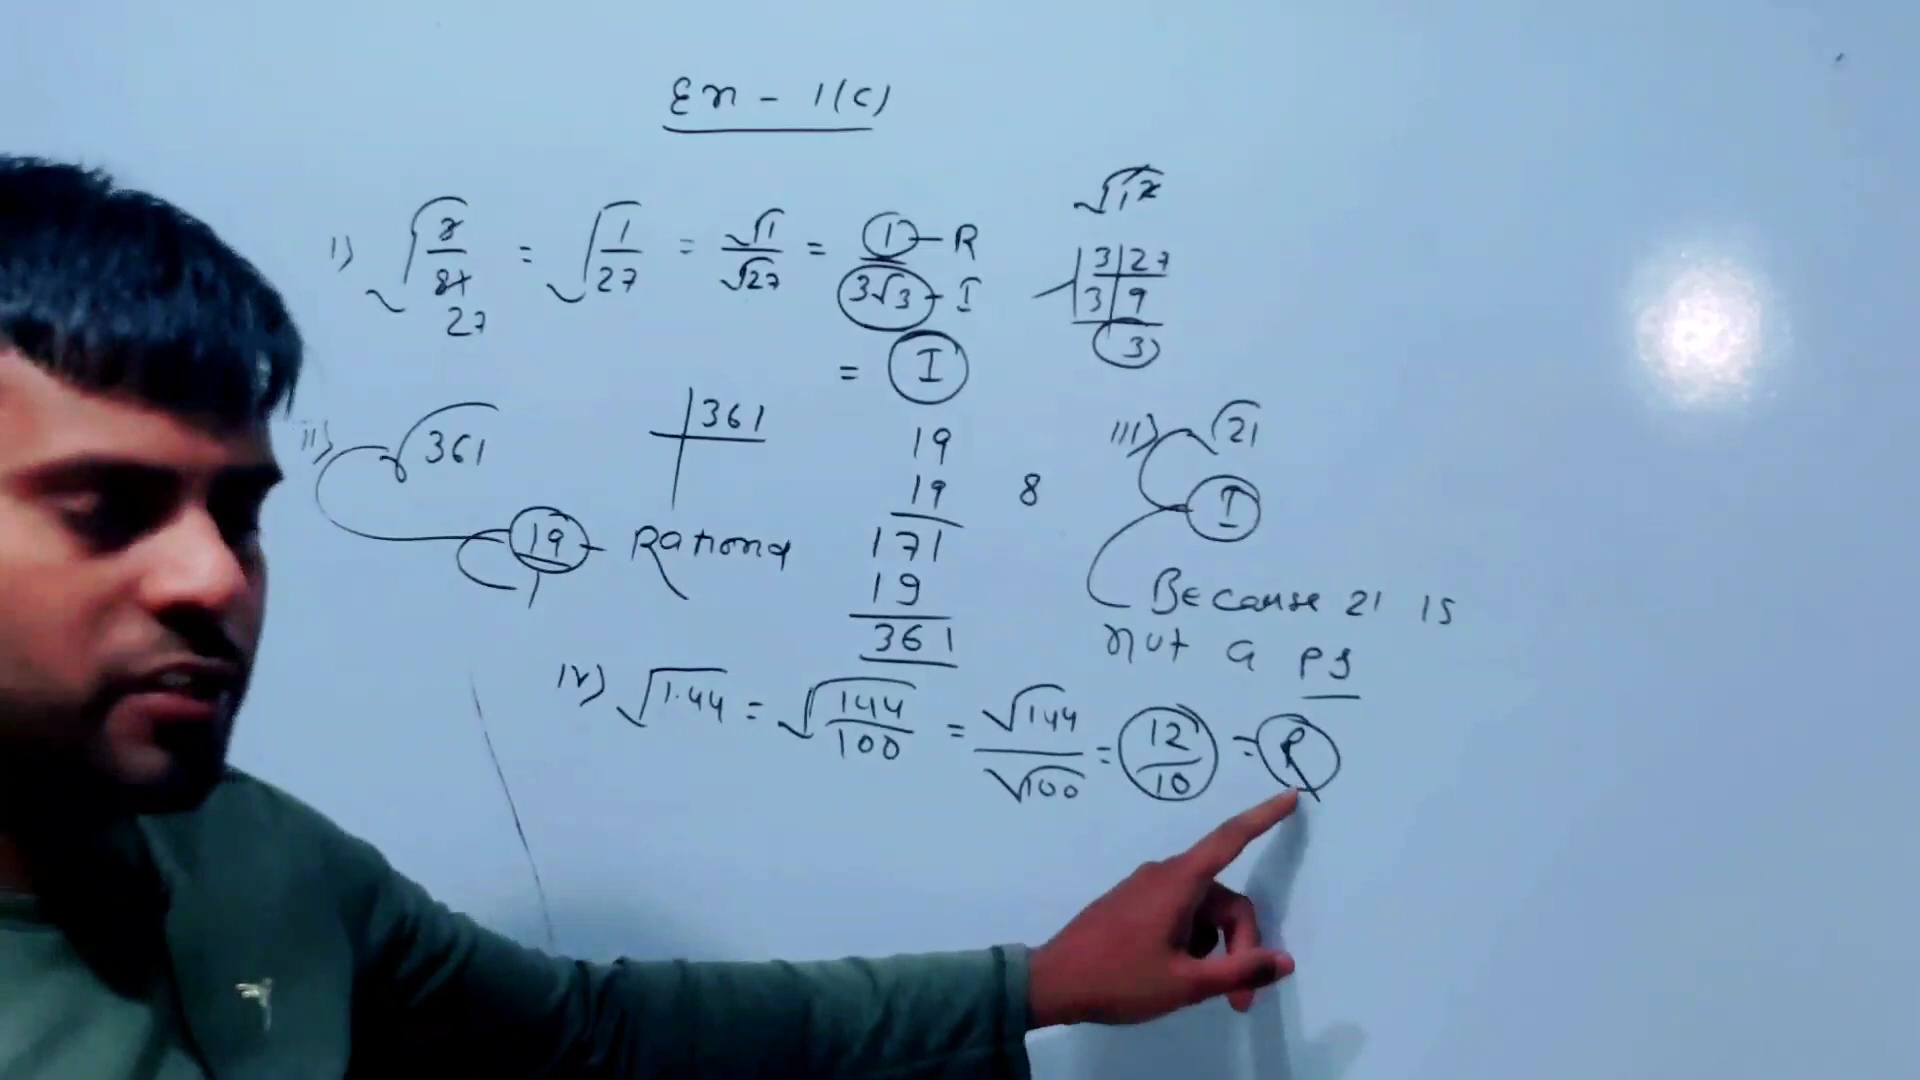 Ex - 1(C)
i) √(3/81 27) = √(1/27) = √1/√27 = 1/3√3 - R - I
= I
√12
3|27
3|9
3
ii) √361
19 - Rational
|361
19
19
171
19
361
8
iii) √21
I
Because 21 is
not a PS
iv) √1.44 = √(144/100) = √144/√100 = 12/10 = R